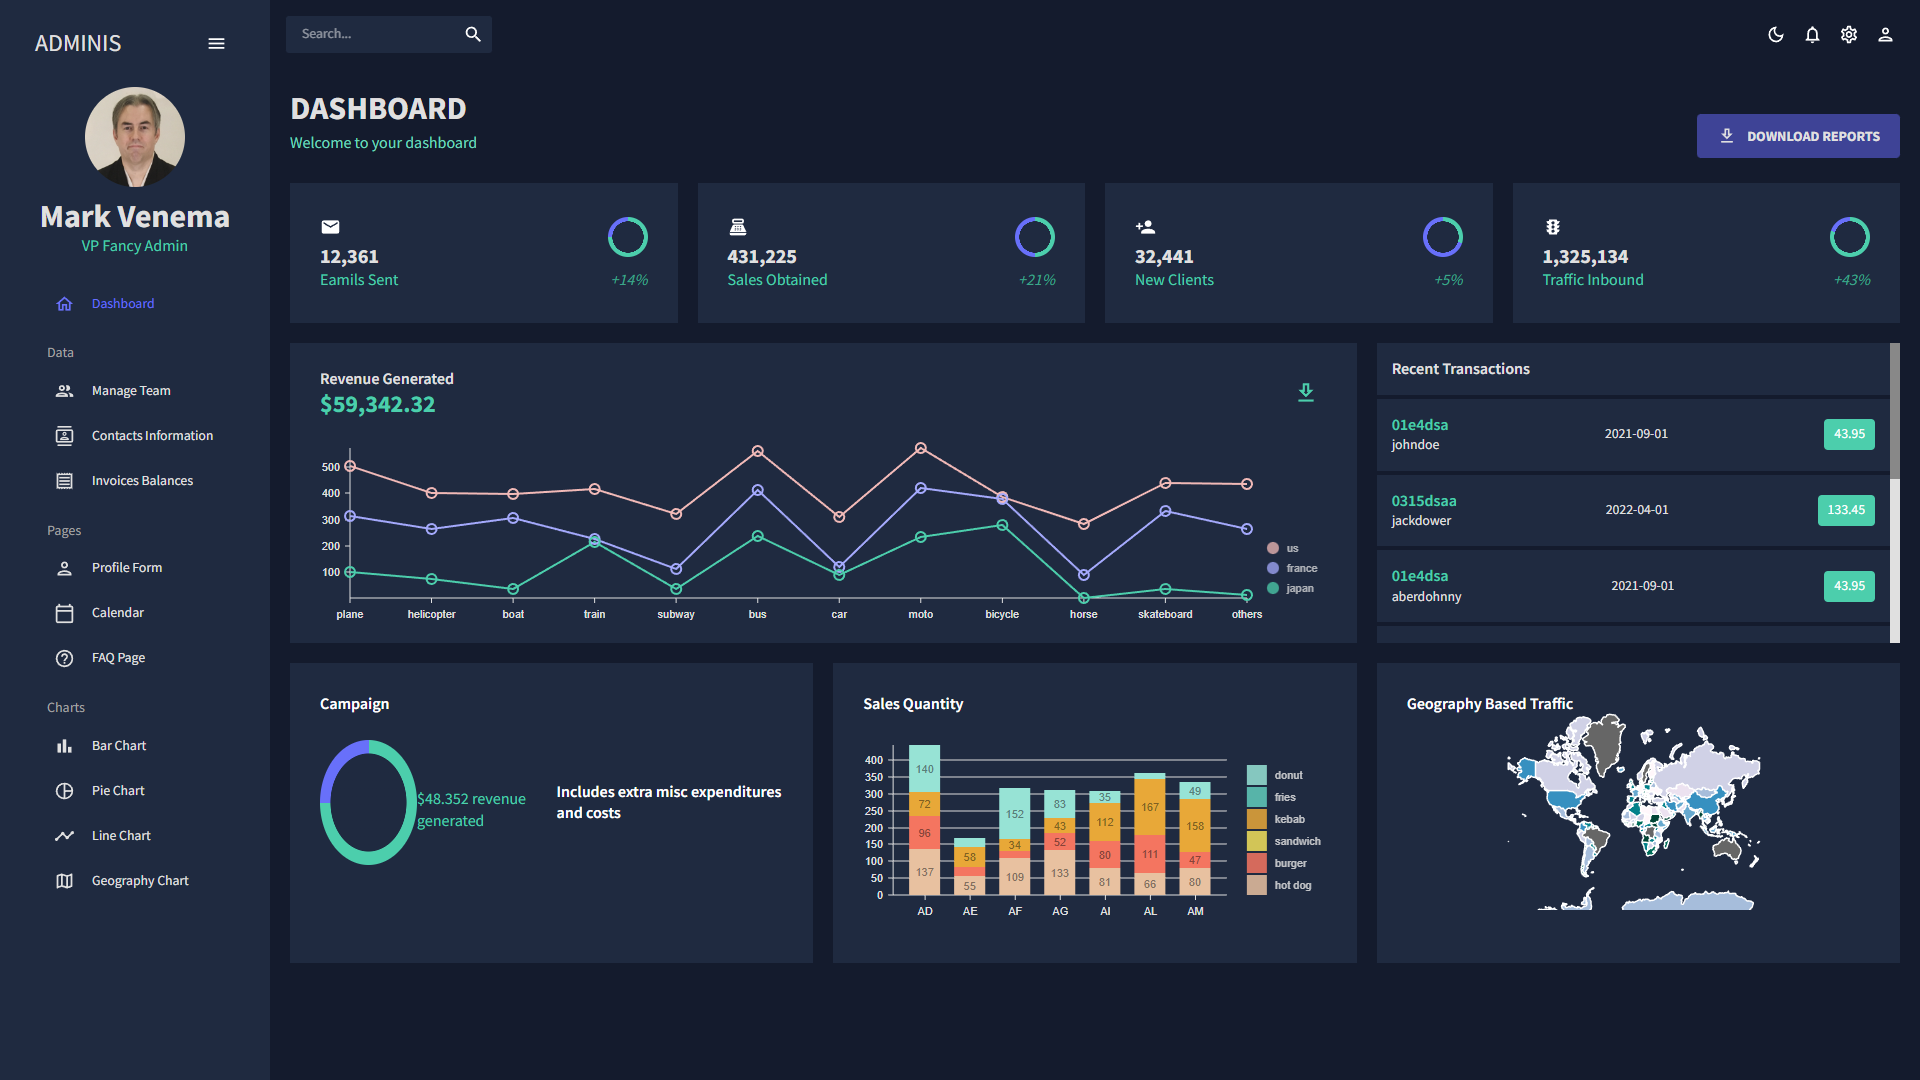 ADMINIS
Search...
Mark Venema
VP Fancy Admin
Dashboard
Data
Manage Team
Contacts Information
Invoices Balances
Pages
Profile Form
Calendar
FAQ Page
Charts
Bar Chart
Pie Chart
Line Chart
Geography Chart
DASHBOARD
Welcome to your dashboard
DOWNLOAD REPORTS
12,361
Eamils Sent
+14%
431,225
Sales Obtained
+21%
32,441
New Clients
+5%
1,325,134
Traffic Inbound
+43%
Revenue Generated
$59,342.32
500
400
300
200
100
plane helicopter boat train subway bus car moto bicycle horse skateboard others
us
france
japan
Recent Transactions
01e4dsa
johndoe
2021-09-01
43.95
0315dsaa
jackdower
2022-04-01
133.45
01e4dsa
aberdohnny
2021-09-01
43.95
Campaign
$48.352 revenue
generated
Includes extra misc expenditures
and costs
Sales Quantity
400
350
300
250
200
150
100
50
0
140
72
96
137
58
55
152
34
109
83
43
52
133
35
112
80
81
167
111
66
49
158
47
80
AD AE AF AG AI AL AM
donut
fries
kebab
sandwich
burger
hot dog
Geography Based Traffic